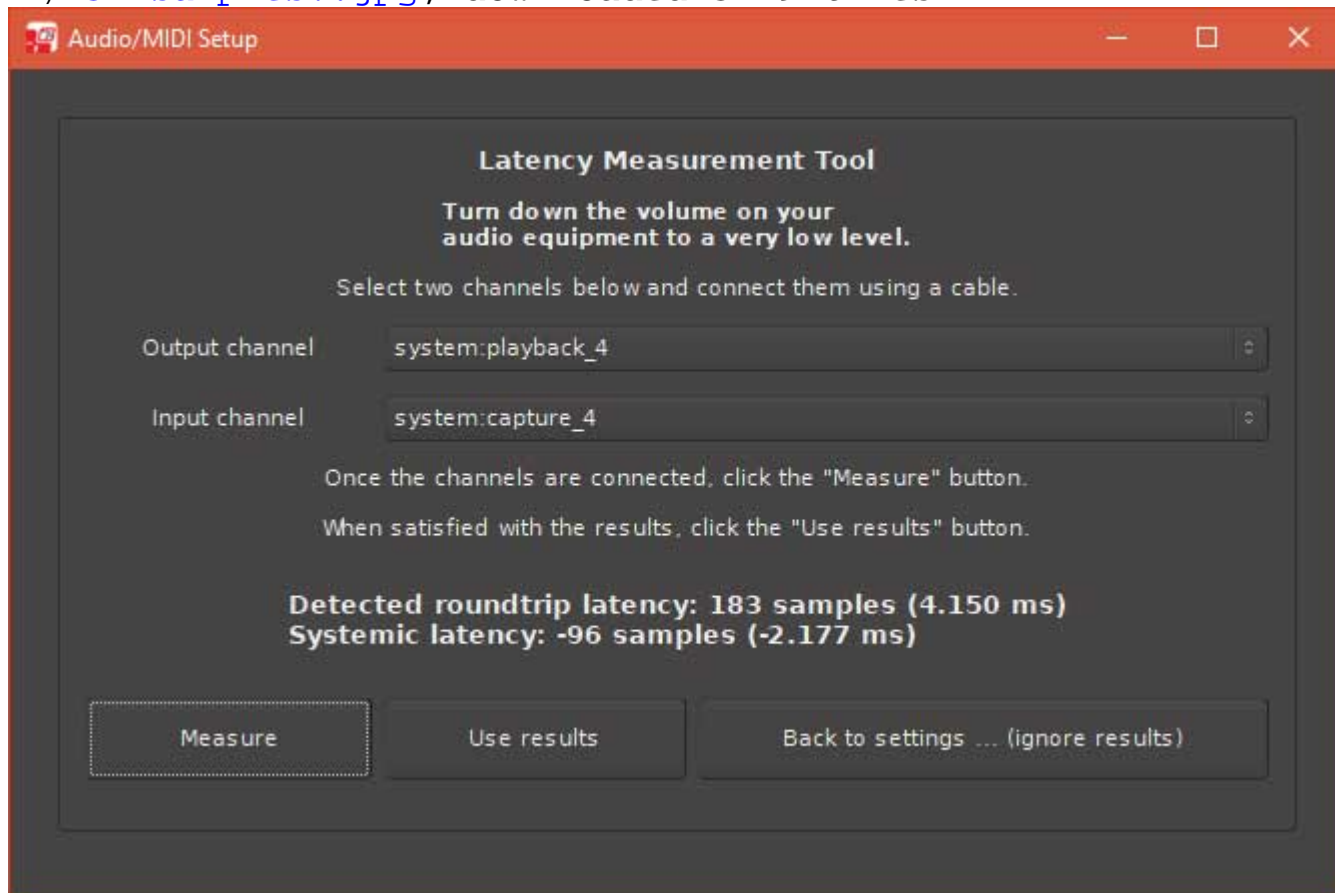 Audio/MIDI Setup
Latency Measurement Tool
Turn down the volume on your
audio equipment to a very low level.
Select two channels below and connect them using a cable.
Output channel system:playback_4
Input channel system:capture_4
Once the channels are connected, click the "Measure" button.
When satisfied with the results, click the "Use results" button.
Detected roundtrip latency: 183 samples (4.150 ms)
Systemic latency: -96 samples (-2.177 ms)
Measure Use results Back to settings ... (ignore results)